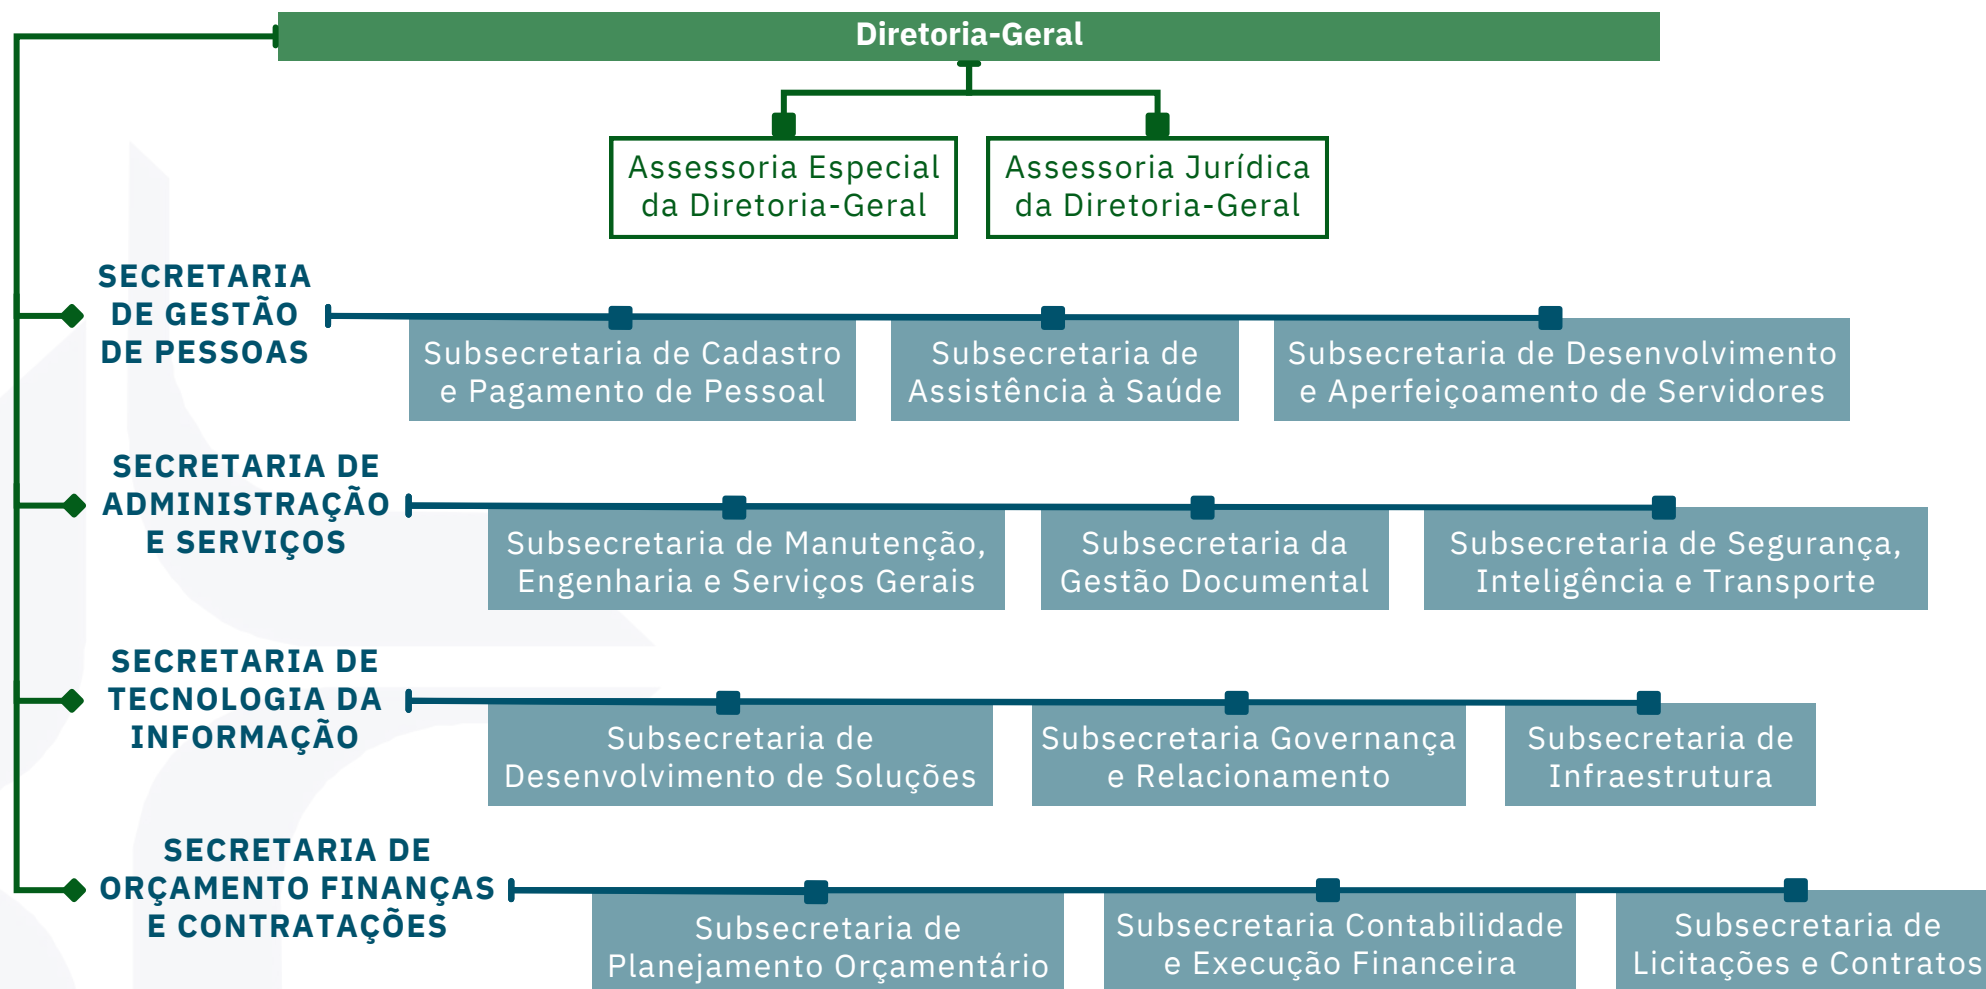 Diretoria-Geral
Assessoria Especial
da Diretoria-Geral
Assessoria Jurídica
da Diretoria-Geral
SECRETARIA
DE GESTÃO
DE PESSOAS
Subsecretaria de Cadastro
e Pagamento de Pessoal
Subsecretaria de
Assistência à Saúde
Subsecretaria de Desenvolvimento
e Aperfeiçoamento de Servidores
SECRETARIA DE
ADMINISTRAÇÃO
E SERVIÇOS
Subsecretaria de Manutenção,
Engenharia e Serviços Gerais
Subsecretaria da
Gestão Documental
Subsecretaria de Segurança,
Inteligência e Transporte
SECRETARIA DE
TECNOLOGIA DA
INFORMAÇÃO
Subsecretaria de
Desenvolvimento de Soluções
Subsecretaria Governança
e Relacionamento
Subsecretaria de
Infraestrutura
SECRETARIA DE
ORÇAMENTO FINANÇAS
E CONTRATAÇÕES
Subsecretaria de
Planejamento Orçamentário
Subsecretaria Contabilidade
e Execução Financeira
Subsecretaria de
Licitações e Contratos